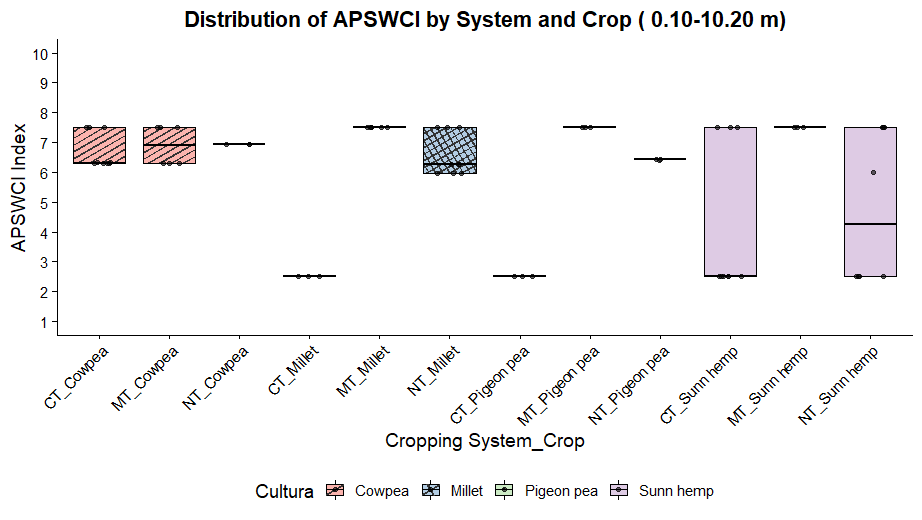 Distribution of APSWCI by System and Crop ( 0.10-10.20 m)
APSWCI Index
10
9
8
7
6
5
4
3
2
1
CT_Cowpea
MT_Cowpea
NT_Cowpea
CT_Millet
MT_Millet
NT_Millet
CT_Pigeon pea
MT_Pigeon pea
NT_Pigeon pea
CT_Sunn hemp
MT_Sunn hemp
NT_Sunn hemp
Cropping System_Crop
Cultura Cowpea Millet Pigeon pea Sunn hemp